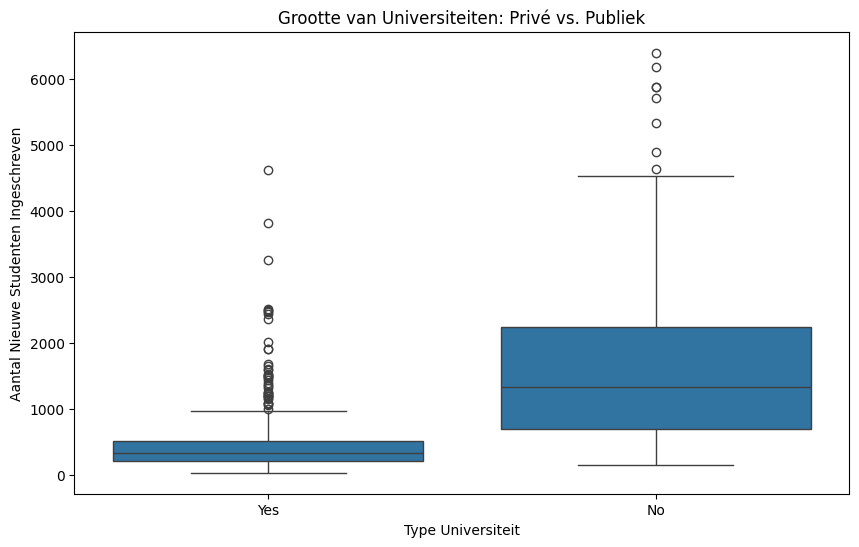 Grootte van Universiteiten: Privé vs. Publiek
Aantal Nieuwe Studenten Ingeschreven
6000
5000
4000
3000
2000
1000
0
Yes
No
Type Universiteit